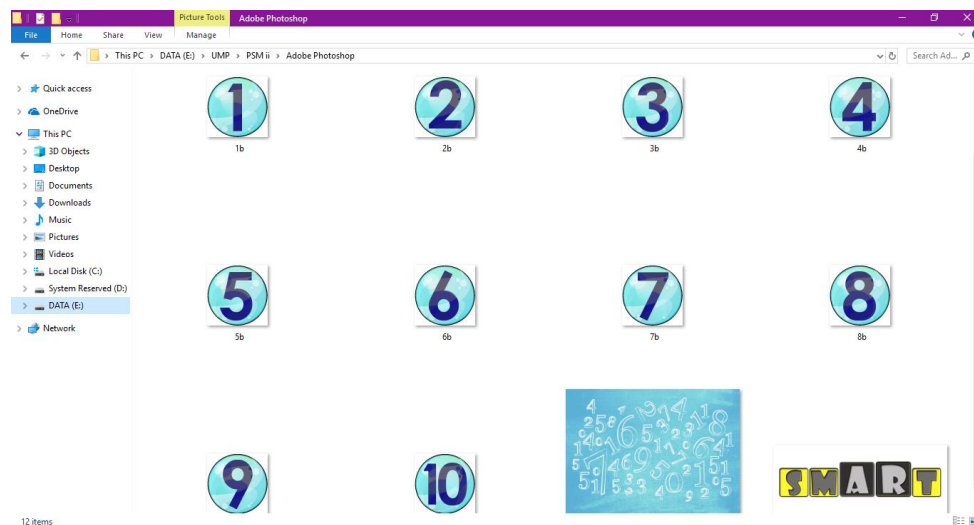 Picture Tools Adobe Photoshop
File Home Share View Manage
This PC > DATA (E:) > UMP > PSM ii > Adobe Photoshop
Search Ad...
Quick access
OneDrive
This PC
3D Objects
Desktop
Documents
Downloads
Music
Pictures
Videos
Local Disk (C:)
System Reserved (D:)
DATA (E:)
Network
1 2 3 4
1b 2b 3b 4b
5 6 7 8
5b 6b 7b 8b
9 10
SMART
12 items